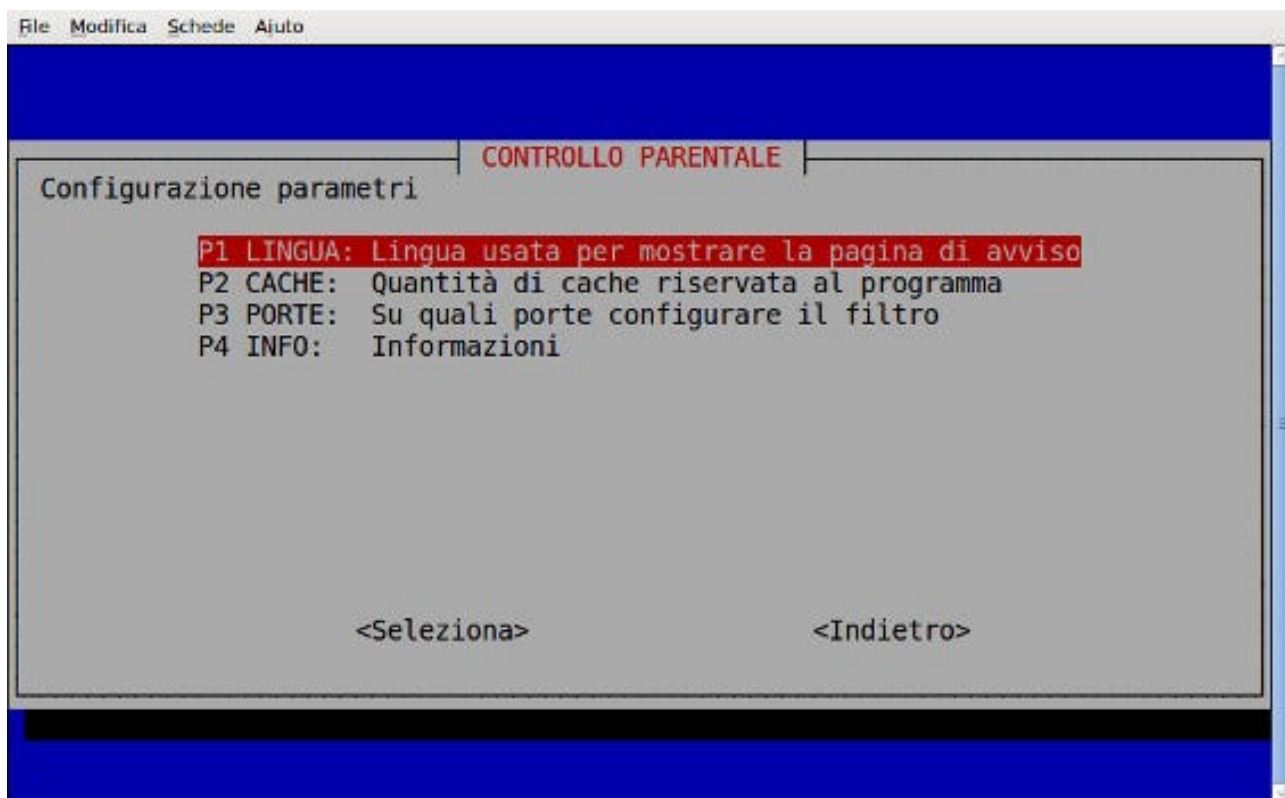 File Modifica Schede Aiuto
CONTROLLO PARENTALE
Configurazione parametri
P1 LINGUA: Lingua usata per mostrare la pagina di avviso
P2 CACHE: Quantità di cache riservata al programma
P3 PORTE: Su quali porte configurare il filtro
P4 INFO: Informazioni
<Seleziona> <Indietro>